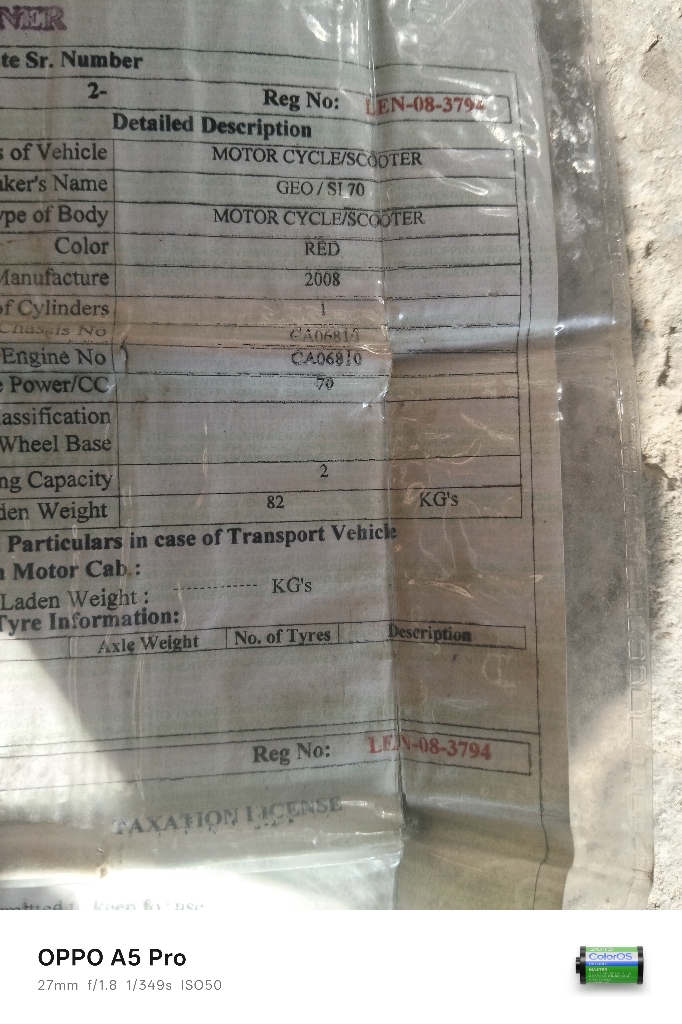 NER
te Sr. Number
2- Reg No: LEN-08-3794
Detailed Description
s of Vehicle MOTOR CYCLE/SCOOTER
aker's Name GEO / SI 70
ype of Body MOTOR CYCLE/SCOOTER
Color RED
Manufacture 2008
of Cylinders 1
Chassis No CA06810
Engine No CA06810
e Power/CC 70
assification
Wheel Base
ng Capacity 2
den Weight 82 KG's
Particulars in case of Transport Vehicle
n Motor Cab :
Laden Weight : ------------ KG's
Tyre Information:
Axle Weight No. of Tyres Description
Reg No: LEN-08-3794
TAXATION LICENSE
keep for use
OPPO A5 Pro
27mm f/1.8 1/349s ISO50
ColorOS